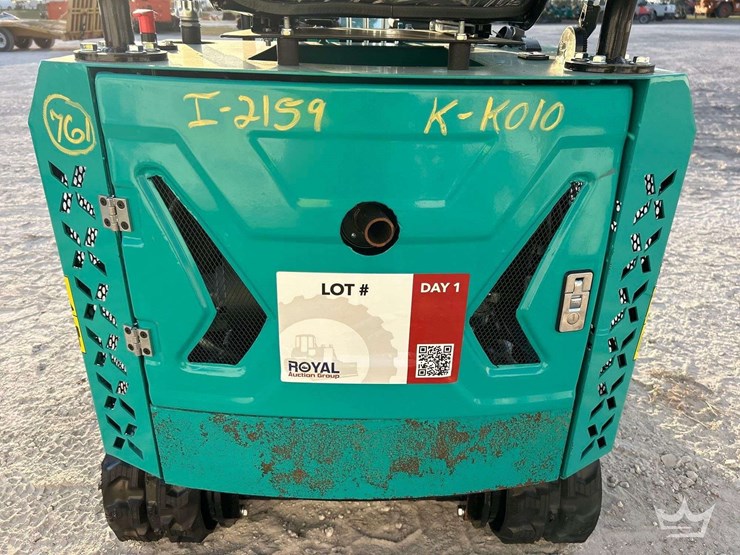 I-2159 K-K010
761
LOT # DAY 1
ROYAL
Auction Group